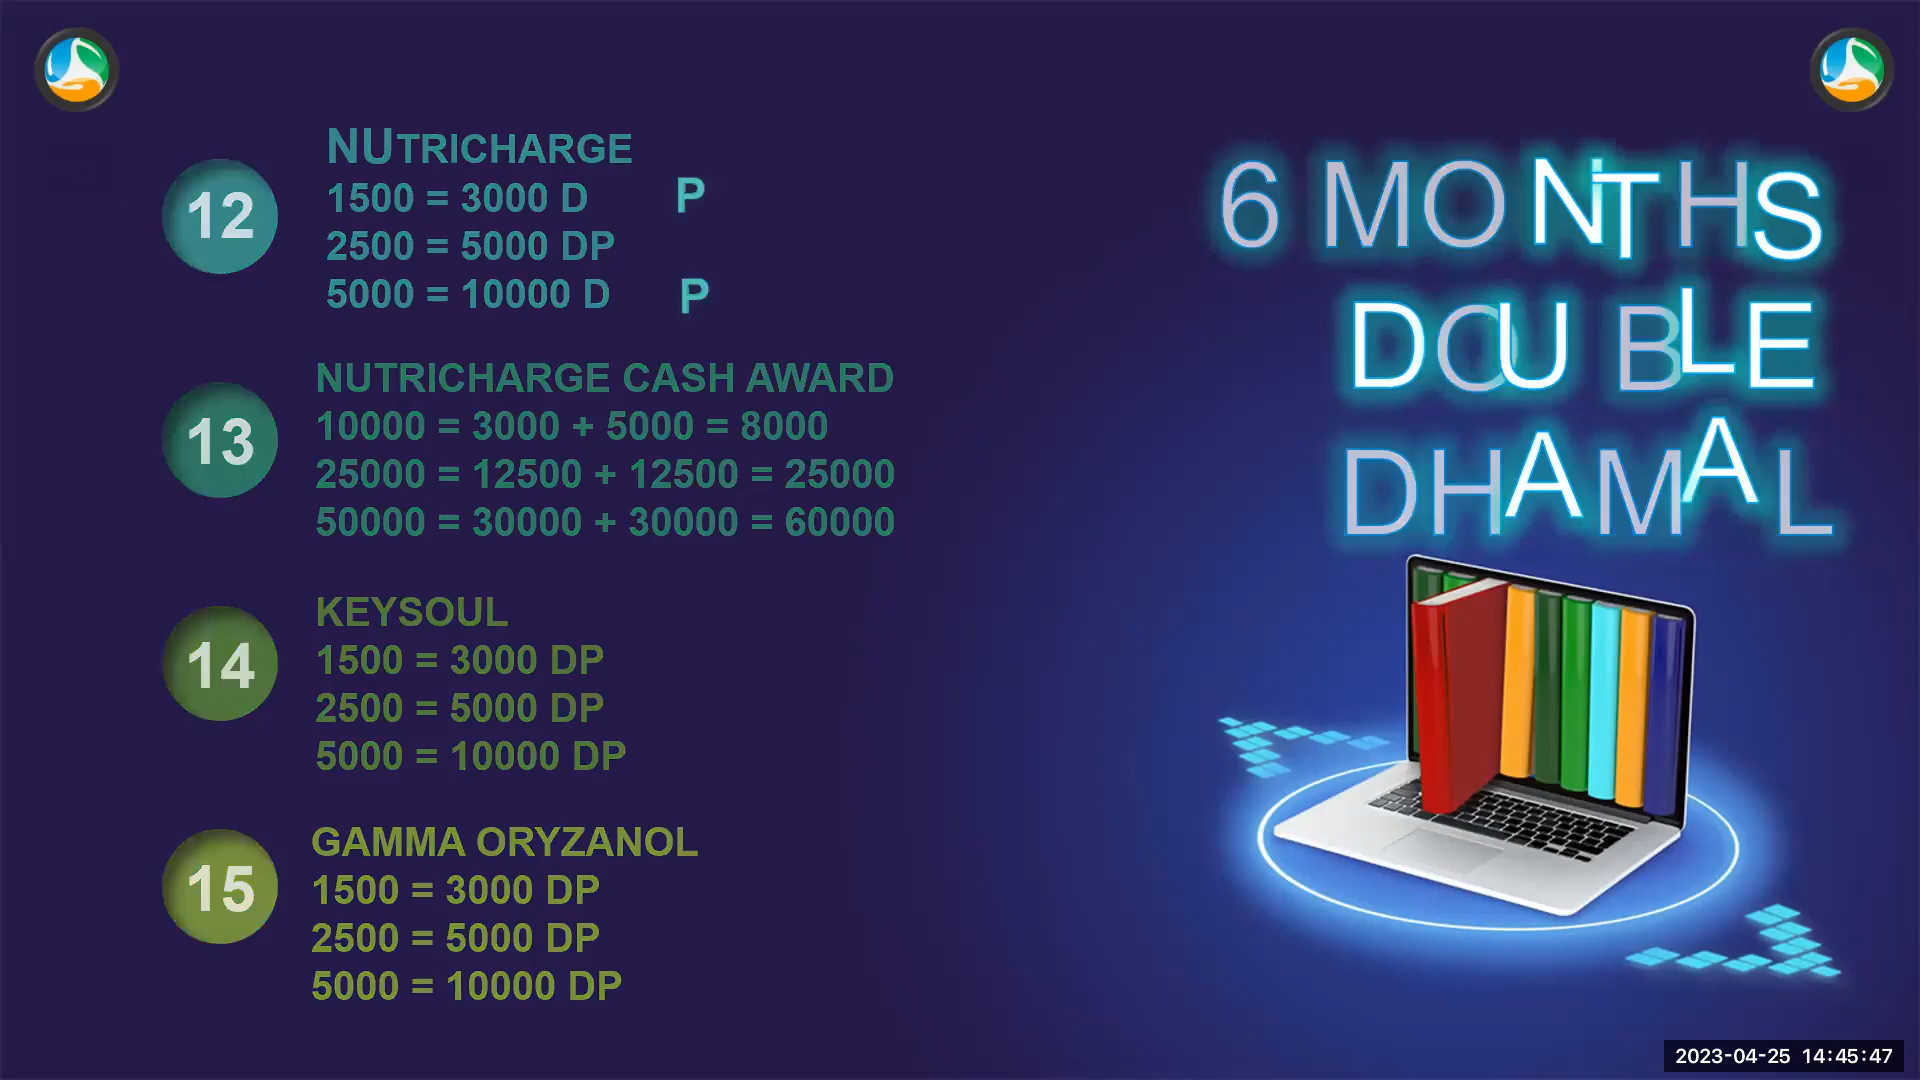 12
NUTRICHARGE
1500 = 3000 D P
2500 = 5000 DP
5000 = 10000 D P
13
NUTRICHARGE CASH AWARD
10000 = 3000 + 5000 = 8000
25000 = 12500 + 12500 = 25000
50000 = 30000 + 30000 = 60000
14
KEYSOUL
1500 = 3000 DP
2500 = 5000 DP
5000 = 10000 DP
15
GAMMA ORYZANOL
1500 = 3000 DP
2500 = 5000 DP
5000 = 10000 DP
6 MONTHS
DOUBLE
DHAMAL
2023-04-25 14:45:47